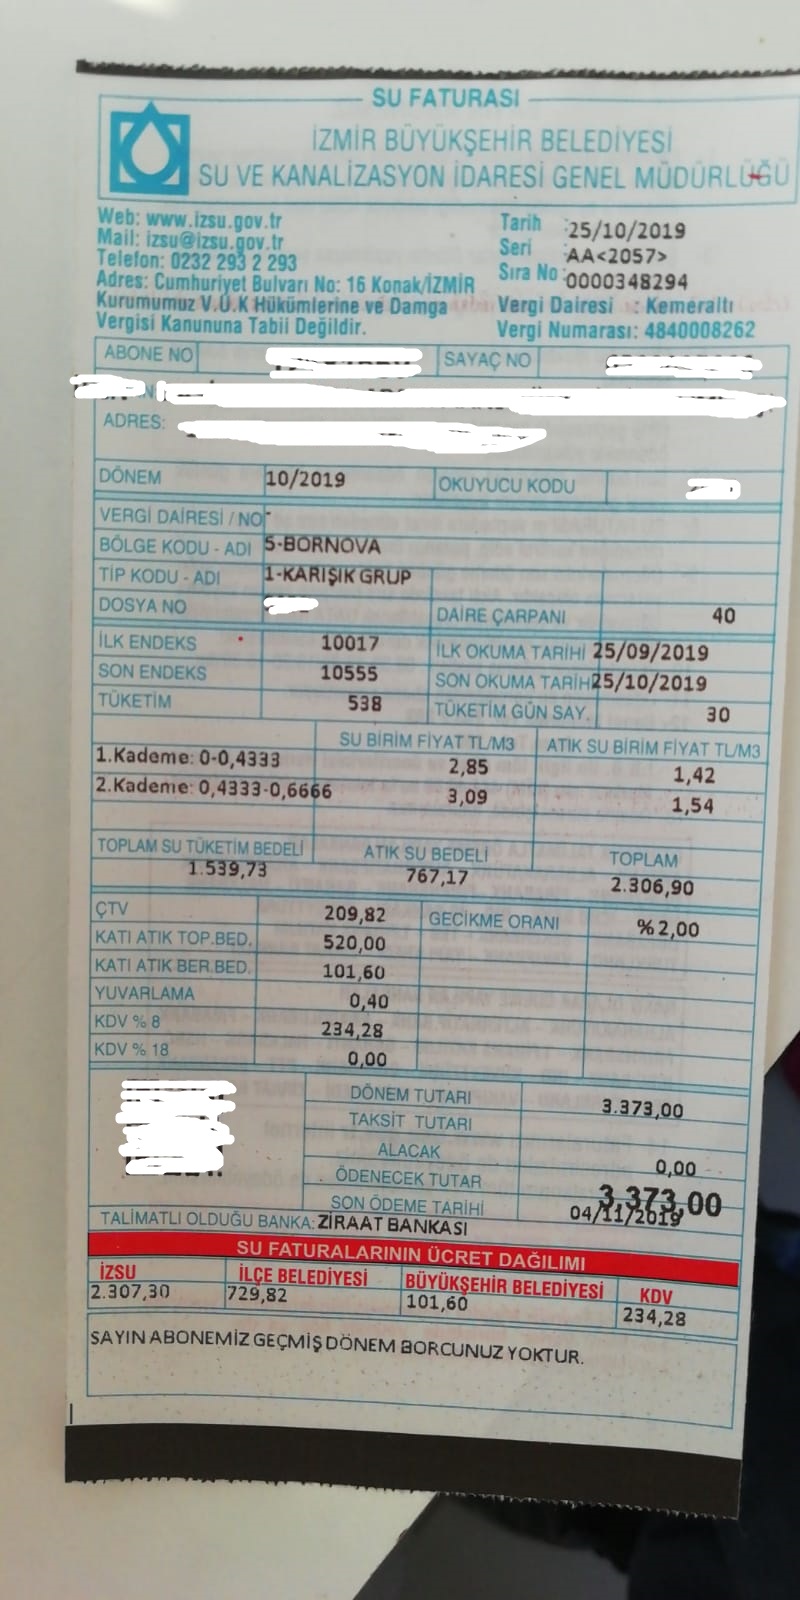 SU FATURASI
İZMİR BÜYÜKŞEHİR BELEDİYESİ
SU VE KANALİZASYON İDARESİ GENEL MÜDÜRLÜĞÜ
Web: www.izsu.gov.tr
Mail: izsu@izsu.gov.tr
Telefon: 0232 293 2 293
Adres: Cumhuriyet Bulvarı No: 16 Konak/İZMİR
Kurumumuz V.U.K Hükümlerine ve Damga
Vergisi Kanununa Tabii Değildir.
Tarih :25/10/2019
Seri AA<2057>
Sıra No :0000348294
Vergi Dairesi : Kemeraltı
Vergi Numarası: 4840008262
ABONE NO SAYAÇ NO
ADRES:
DÖNEM 10/2019 OKUYUCU KODU
VERGİ DAİRESİ / NO -
BÖLGE KODU - ADI 5-BORNOVA
TİP KODU - ADI 1-KARIŞIK GRUP
DOSYA NO DAİRE ÇARPANI 40
İLK ENDEKS 10017 İLK OKUMA TARİHİ 25/09/2019
SON ENDEKS 10555 SON OKUMA TARİH 25/10/2019
TÜKETİM 538 TÜKETİM GÜN SAY. 30
SU BİRİM FİYAT TL/M3 ATIK SU BİRİM FİYAT TL/M3
1.Kademe: 0-0,4333 2,85 1,42
2.Kademe: 0,4333-0,6666 3,09 1,54
TOPLAM SU TÜKETİM BEDELİ ATIK SU BEDELİ TOPLAM
1.539,73 767,17 2.306,90
ÇTV 209,82 GECİKME ORANI %2,00
KATI ATIK TOP.BED. 520,00
KATI ATIK BER.BED. 101,60
YUVARLAMA 0,40
KDV % 8 234,28
KDV % 18 0,00
DÖNEM TUTARI 3.373,00
TAKSİT TUTARI
ALACAK 0,00
ÖDENECEK TUTAR 3.373,00
SON ÖDEME TARİHİ 04/11/2019
TALİMATLI OLDUĞU BANKA: ZİRAAT BANKASI
SU FATURALARININ ÜCRET DAĞILIMI
İZSU İLÇE BELEDİYESİ BÜYÜKŞEHİR BELEDİYESİ KDV
2.307,30 729,82 101,60 234,28
SAYIN ABONEMİZ GEÇMİŞ DÖNEM BORCUNUZ YOKTUR.